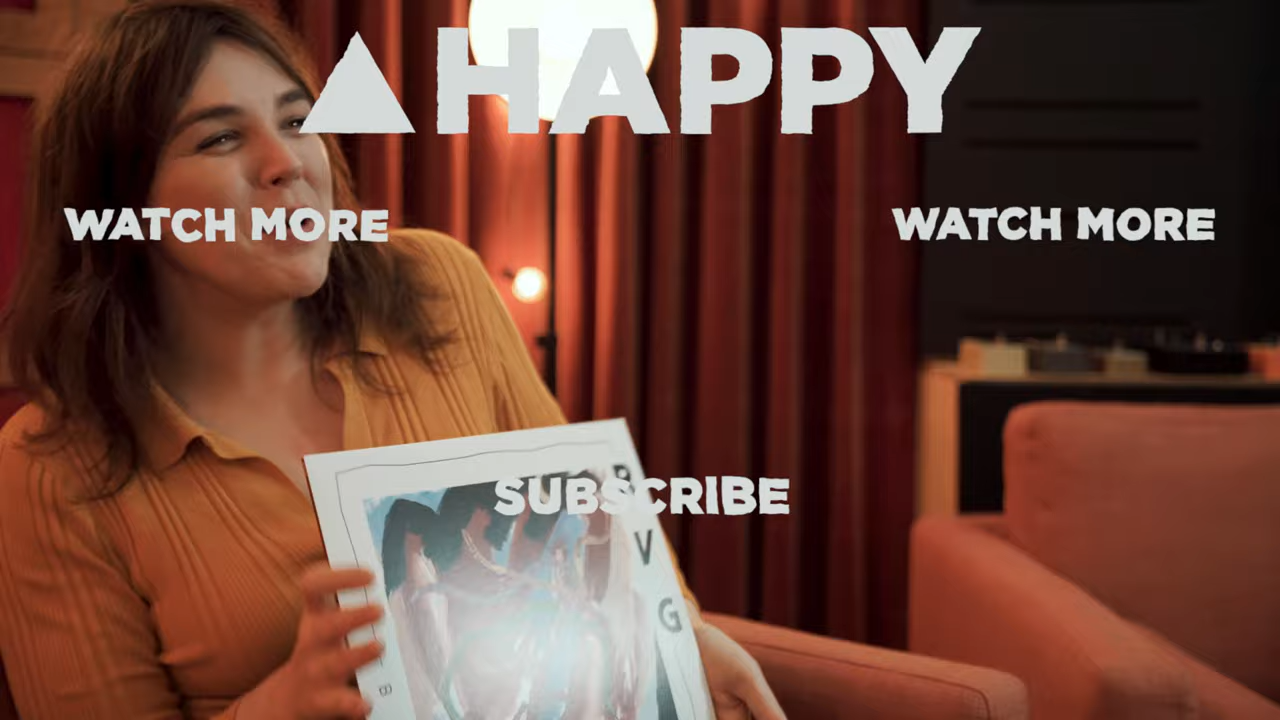 HAPPY
WATCH MORE
WATCH MORE
SUBSCRIBE
R
V
G
B